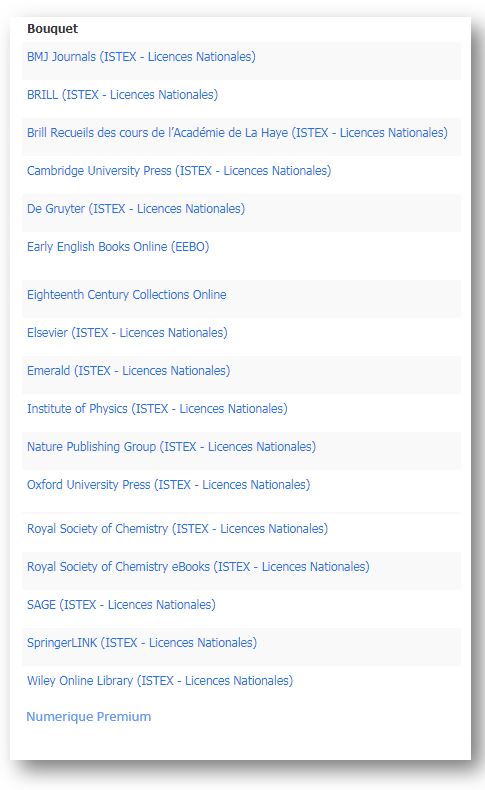 Bouquet
BMJ Journals (ISTEX - Licences Nationales)
BRILL (ISTEX - Licences Nationales)
Brill Recueils des cours de l’Académie de La Haye (ISTEX - Licences Nationales)
Cambridge University Press (ISTEX - Licences Nationales)
De Gruyter (ISTEX - Licences Nationales)
Early English Books Online (EEBO)
Eighteenth Century Collections Online
Elsevier (ISTEX - Licences Nationales)
Emerald (ISTEX - Licences Nationales)
Institute of Physics (ISTEX - Licences Nationales)
Nature Publishing Group (ISTEX - Licences Nationales)
Oxford University Press (ISTEX - Licences Nationales)
Royal Society of Chemistry (ISTEX - Licences Nationales)
Royal Society of Chemistry eBooks (ISTEX - Licences Nationales)
SAGE (ISTEX - Licences Nationales)
SpringerLINK (ISTEX - Licences Nationales)
Wiley Online Library (ISTEX - Licences Nationales)
Numerique Premium